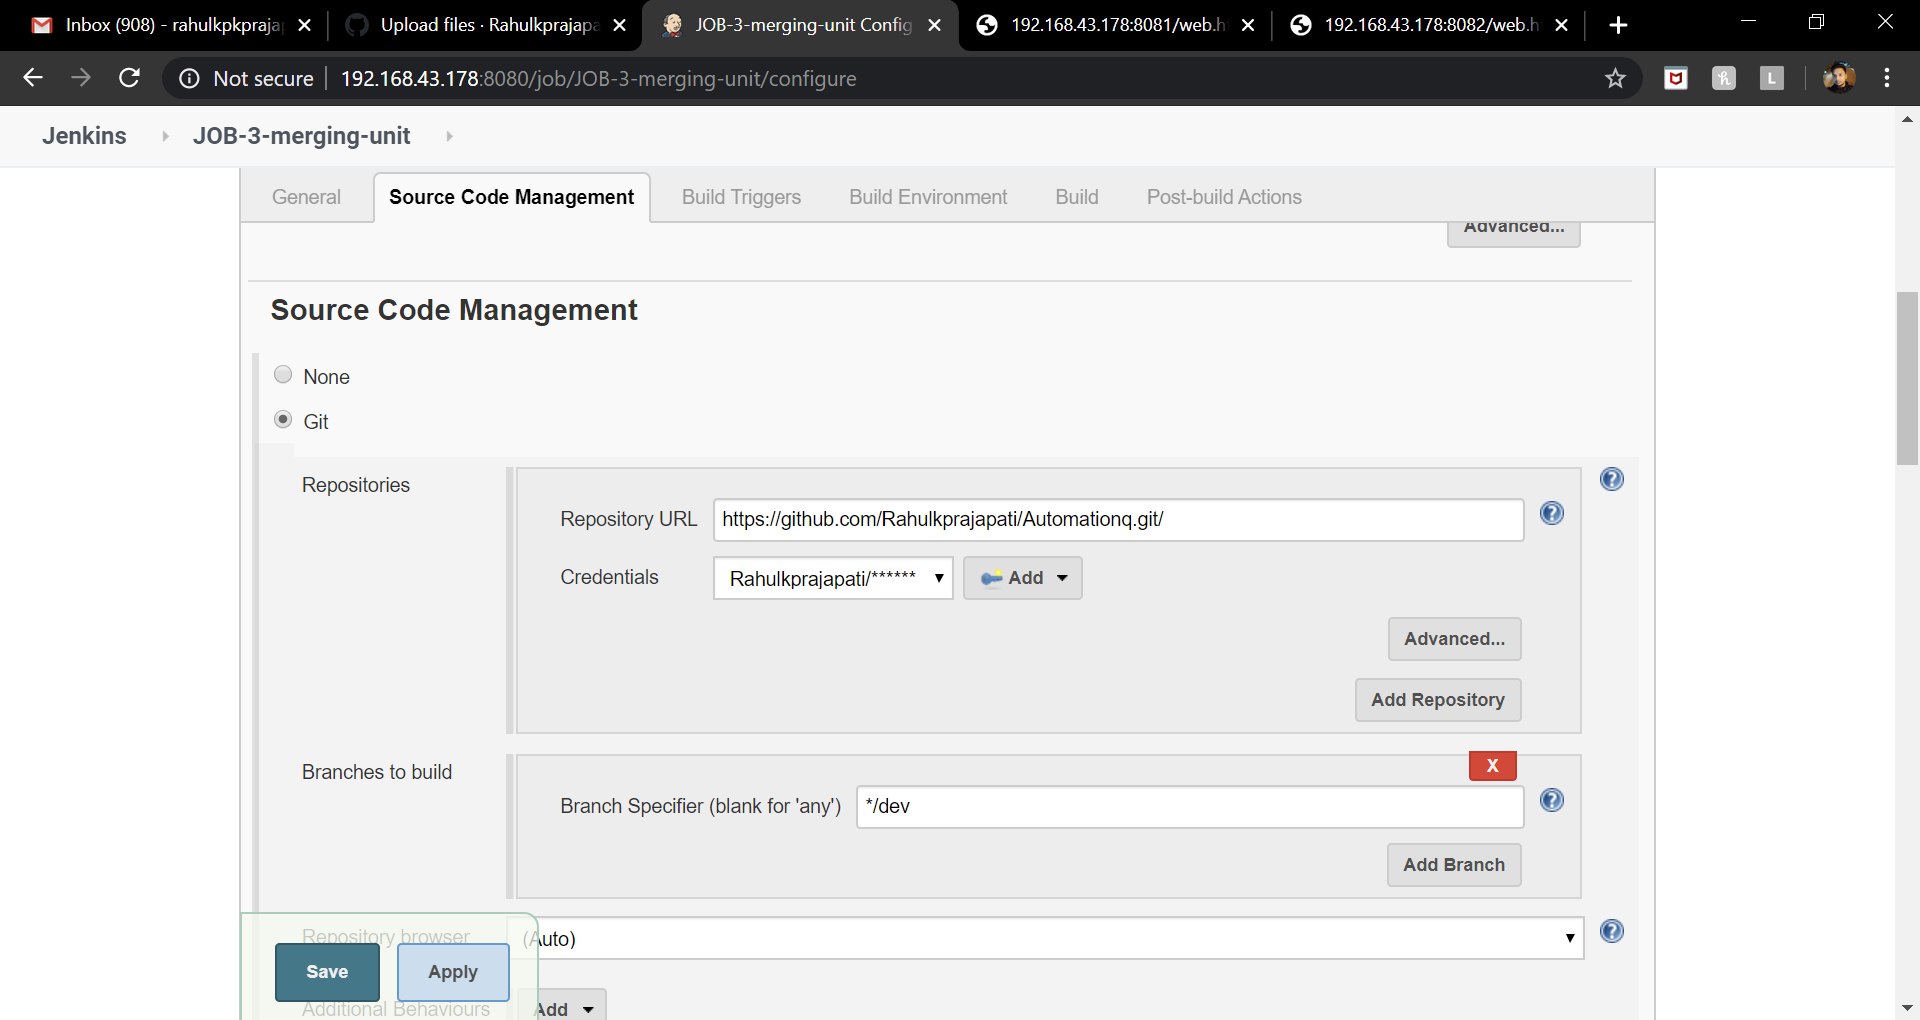 Inbox (908) - rahulkpkpraja
Upload files · Rahulkprajapa
JOB-3-merging-unit Config
192.168.43.178:8081/web.h
192.168.43.178:8082/web.h
Not secure
192.168.43.178:8080/job/JOB-3-merging-unit/configure
L
Jenkins
JOB-3-merging-unit
General
Source Code Management
Build Triggers
Build Environment
Build
Post-build Actions
Advanced...
Source Code Management
None
Git
Repositories
Repository URL
https://github.com/Rahulkprajapati/Automationq.git/
Credentials
Rahulkprajapati/******
Add
Advanced...
Add Repository
Branches to build
X
Branch Specifier (blank for 'any')
*/dev
Add Branch
Repository browser
(Auto)
Save
Apply
Additional Behaviours
Add